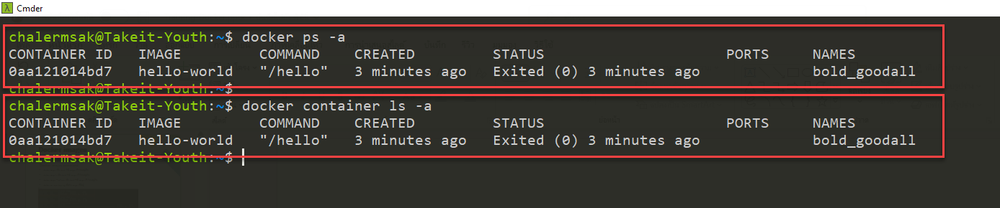 λ Cmder
chalermsak@Takeit-Youth:~$ docker ps -a
CONTAINER ID   IMAGE         COMMAND    CREATED         STATUS                     PORTS     NAMES
0aa121014bd7   hello-world   "/hello"   3 minutes ago   Exited (0) 3 minutes ago             bold_goodall
chalermsak@Takeit-Youth:~$
chalermsak@Takeit-Youth:~$ docker container ls -a
CONTAINER ID   IMAGE         COMMAND    CREATED         STATUS                     PORTS     NAMES
0aa121014bd7   hello-world   "/hello"   3 minutes ago   Exited (0) 3 minutes ago             bold_goodall
chalermsak@Takeit-Youth:~$